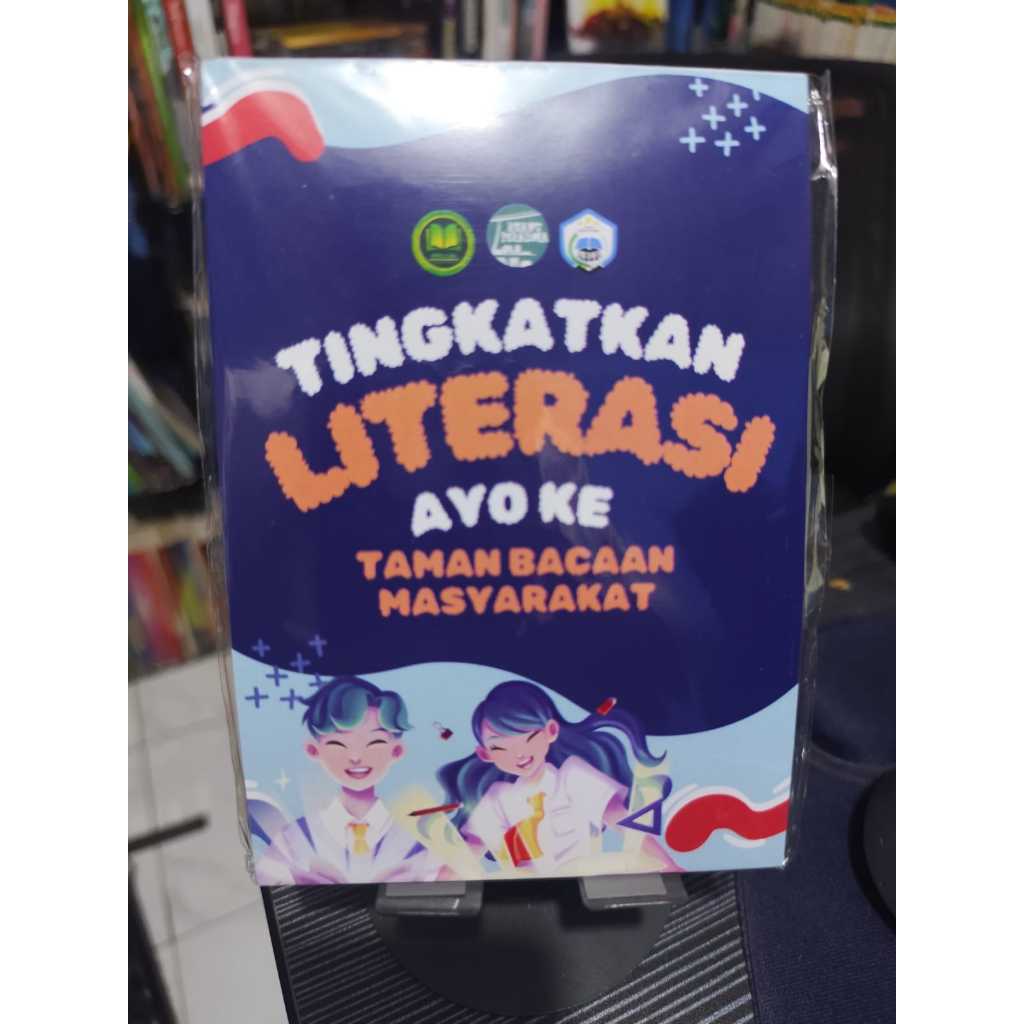 TINGKATKAN
LITERASI
AYO KE
TAMAN BACAAN
MASYARAKAT